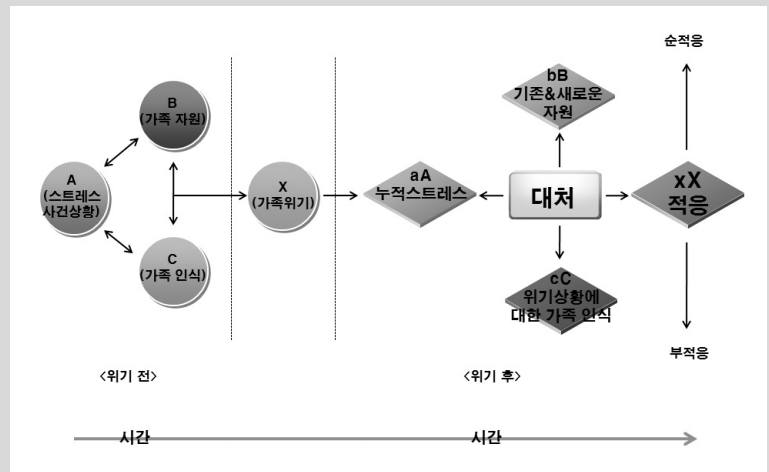 순적응
B
(가족 자원)
bB
기존&새로운
자원
A
(스트레스
사건상황)
X
(가족위기)
aA
누적스트레스
대처
xX
적응
C
(가족 인식)
cC
위기상황에
대한 가족 인식
부적응
<위기 전>
<위기 후>
시간
시간